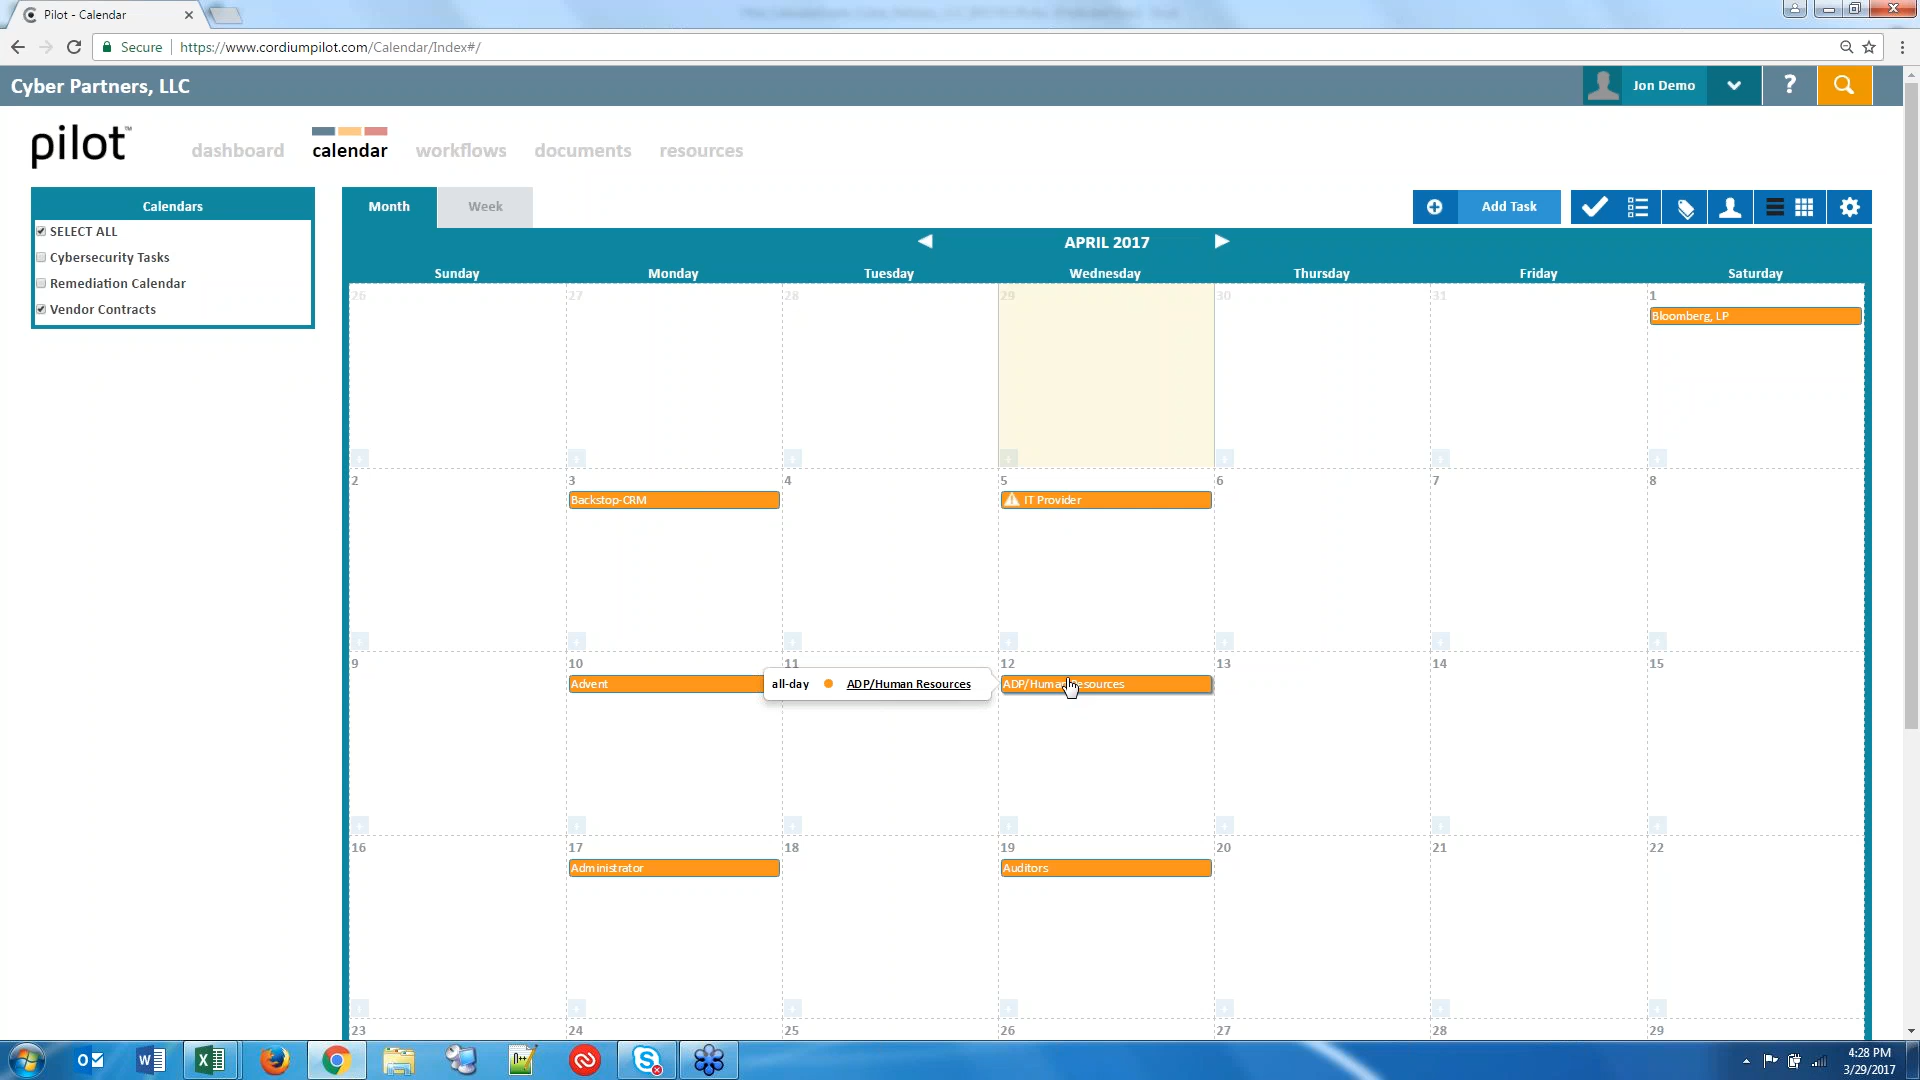 Pilot - Calendar
Secure https://www.cordiumpilot.com/Calendar/Index#/
Cyber Partners, LLC
Jon Demo
?
pilot™
dashboard calendar workflows documents resources
Calendars
SELECT ALL
Cybersecurity Tasks
Remediation Calendar
Vendor Contracts
Month Week
Add Task
APRIL 2017
Sunday Monday Tuesday Wednesday Thursday Friday Saturday
26 27 28 29 30 31 1
Bloomberg, LP
2 3 4 5 6 7 8
Backstop-CRM IT Provider
9 10 11 12 13 14 15
Advent all-day ADP/Human Resources
16 17 18 19 20 21 22
Administrator Auditors
23 24 25 26 27 28 29
4:28 PM
3/29/2017